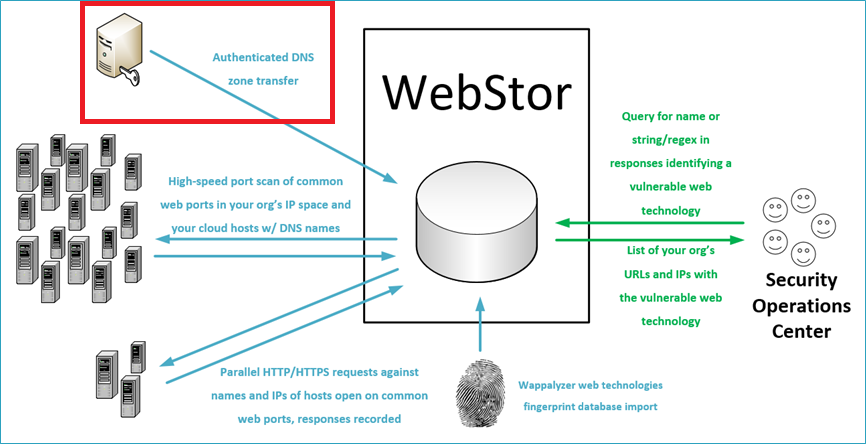 Authenticated DNS
zone transfer
WebStor
Query for name or
string/regex in
responses identifying a
vulnerable web
technology
High-speed port scan of common
web ports in your org's IP space and
your cloud hosts w/ DNS names
List of your org's
URLs and IPs with
the vulnerable web
technology
Security
Operations
Center
Parallel HTTP/HTTPS requests against
names and IPs of hosts open on common
web ports, responses recorded
Wappalyzer web technologies
fingerprint database import